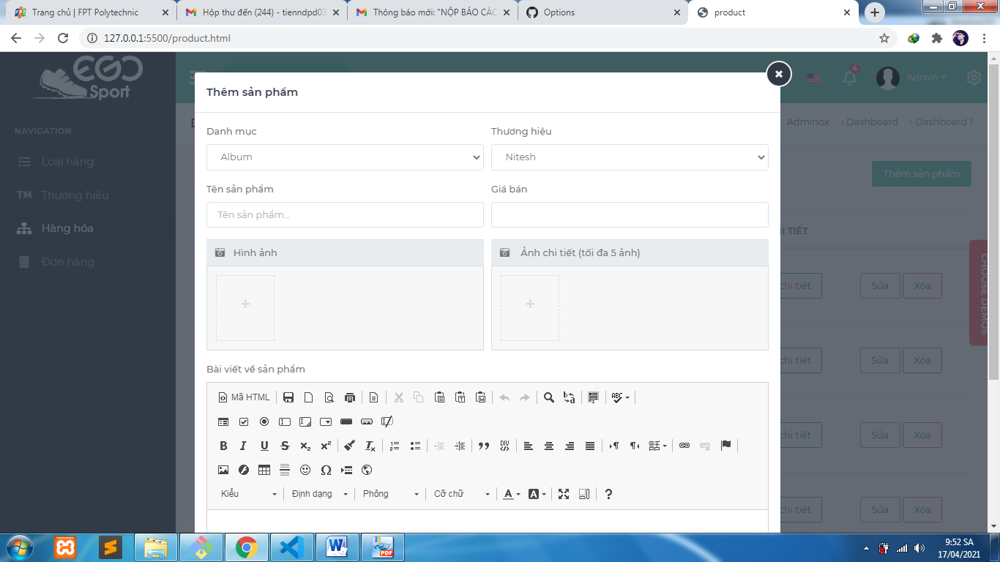 Trang chủ | FPT Polytechnic
Hộp thư đến (244) - tienndpd03
Thông báo mới: "NỘP BÁO CÁO
Options
product
127.0.0.1:5500/product.html
EGO
Sport
4
Admin
Thêm sản phẩm
Adminox › Dashboard › Dashboard 1
NAVIGATION
Loại hàng
TM Thương hiệu
Hàng hóa
Đơn hàng
Danh mục
Thương hiệu
Album
Nitesh
Thêm sản phẩm
Tên sản phẩm
Giá bán
Tên sản phẩm...
Hình ảnh
Ảnh chi tiết (tối đa 5 ảnh)
HI TIẾT
chi tiết Sửa Xóa
chi tiết Sửa Xóa
chi tiết Sửa Xóa
chi tiết Sửa Xóa
CHOOSE DEMOS
Bài viết về sản phẩm
Mã HTML
ABC
B I U S x₂ x² Tx
DIV
Kiểu Định dạng Phông Cỡ chữ A A ?
W PDF
9:52 SA
17/04/2021